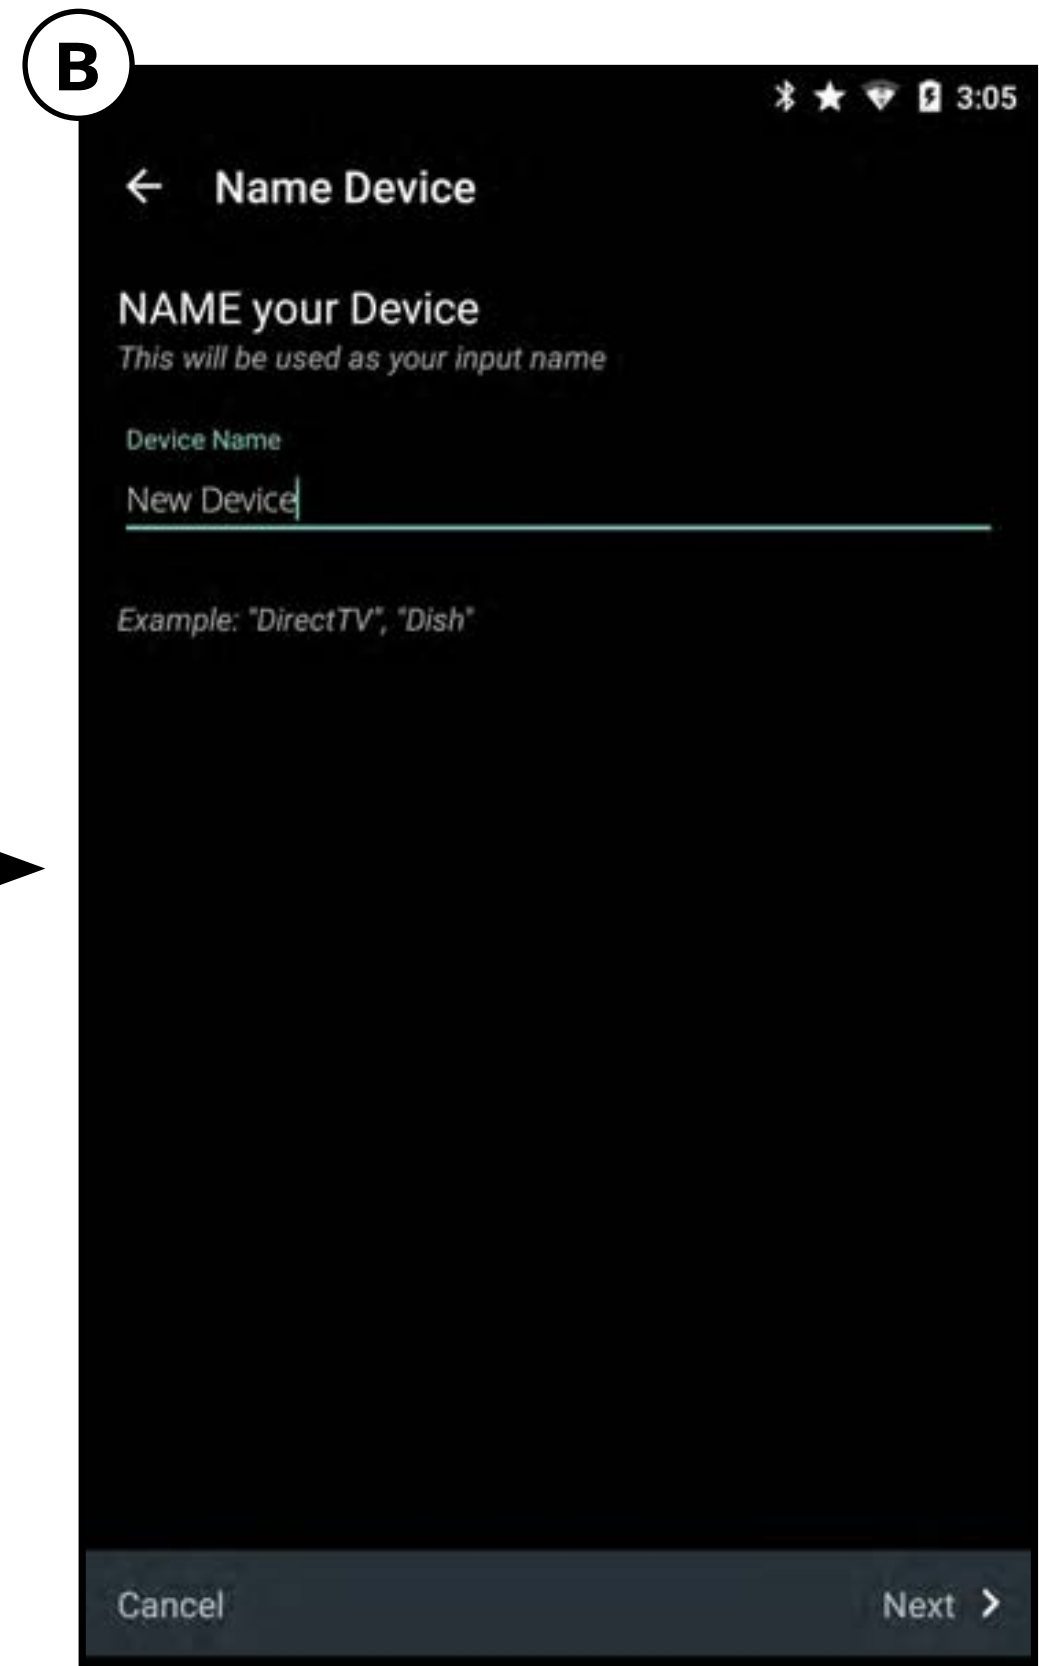 B
3:05
Name Device
NAME your Device
This will be used as your input name
Device Name
New Device
Example: "DirectTV", "Dish"
Cancel
Next